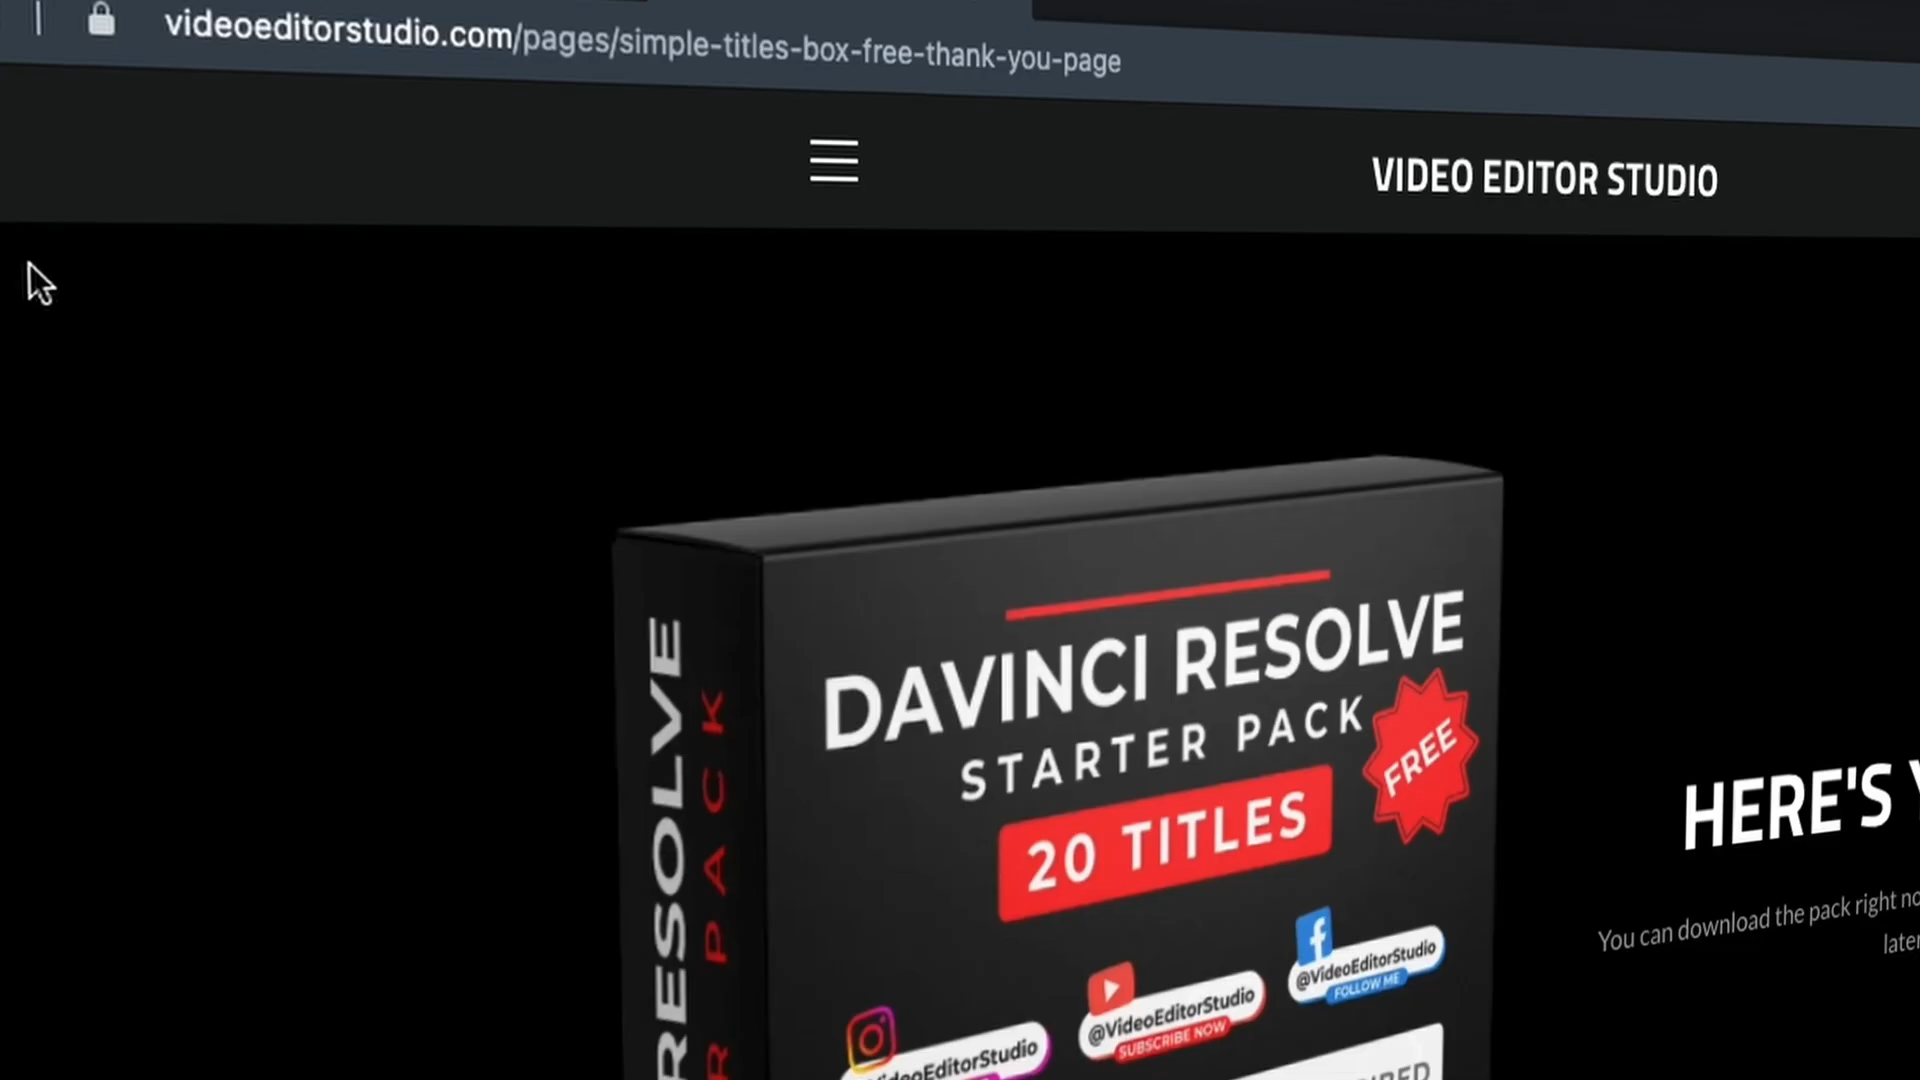 videoeditorstudio.com/pages/simple-titles-box-free-thank-you-page
VIDEO EDITOR STUDIO
DAVINCI RESOLVE
STARTER PACK
FREE
20 TITLES
RESOLVE
PACK
HERE'S
You can download the pack right
@VideoEditorStudio
FOLLOW ME
@VideoEditorStudio
SUBSCRIBE NOW